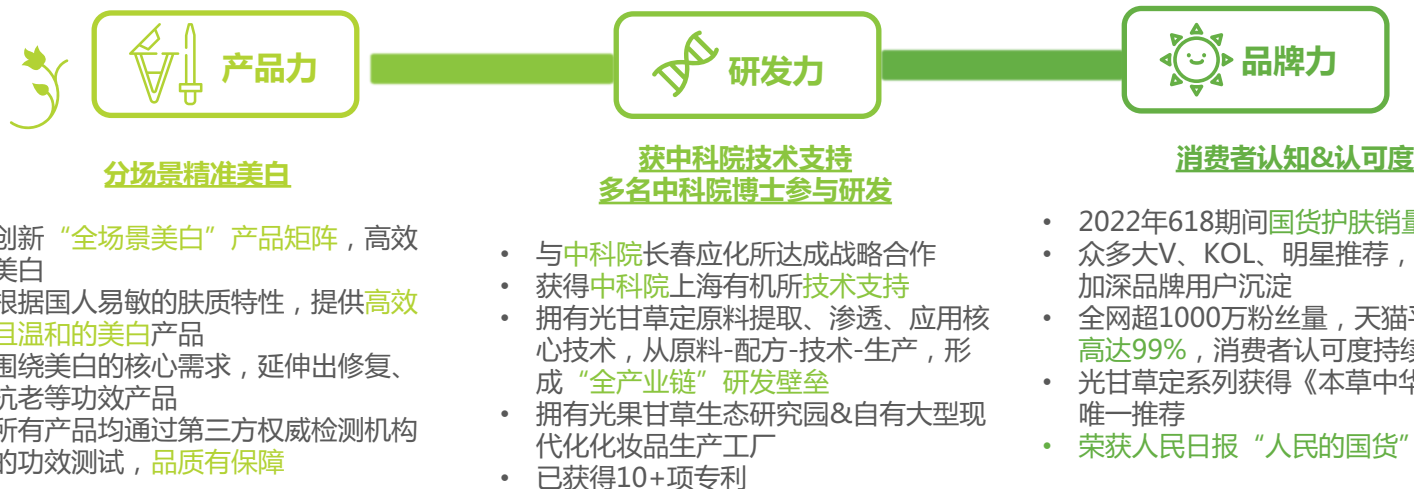 产品力
分场景精准美白
创新“全场景美白”产品矩阵，高效
美白
根据国人易敏的肤质特性，提供高效
且温和的美白产品
围绕美白的核心需求，延伸出修复、
抗老等功效产品
所有产品均通过第三方权威检测机构
的功效测试，品质有保障
研发力
获中科院技术支持
多名中科院博士参与研发
• 与中科院长春应化所达成战略合作
• 获得中科院上海有机所技术支持
• 拥有光甘草定原料提取、渗透、应用核
心技术，从原料-配方-技术-生产，形
成“全产业链”研发壁垒
• 拥有光果甘草生态研究园&自有大型现
代化化妆品生产工厂
• 已获得10+项专利
品牌力
消费者认知&认可度
• 2022年618期间国货护肤销量
• 众多大V、KOL、明星推荐，
加深品牌用户沉淀
• 全网超1000万粉丝量，天猫
高达99%，消费者认可度持续
• 光甘草定系列获得《本草中华
唯一推荐
• 荣获人民日报“人民的国货”